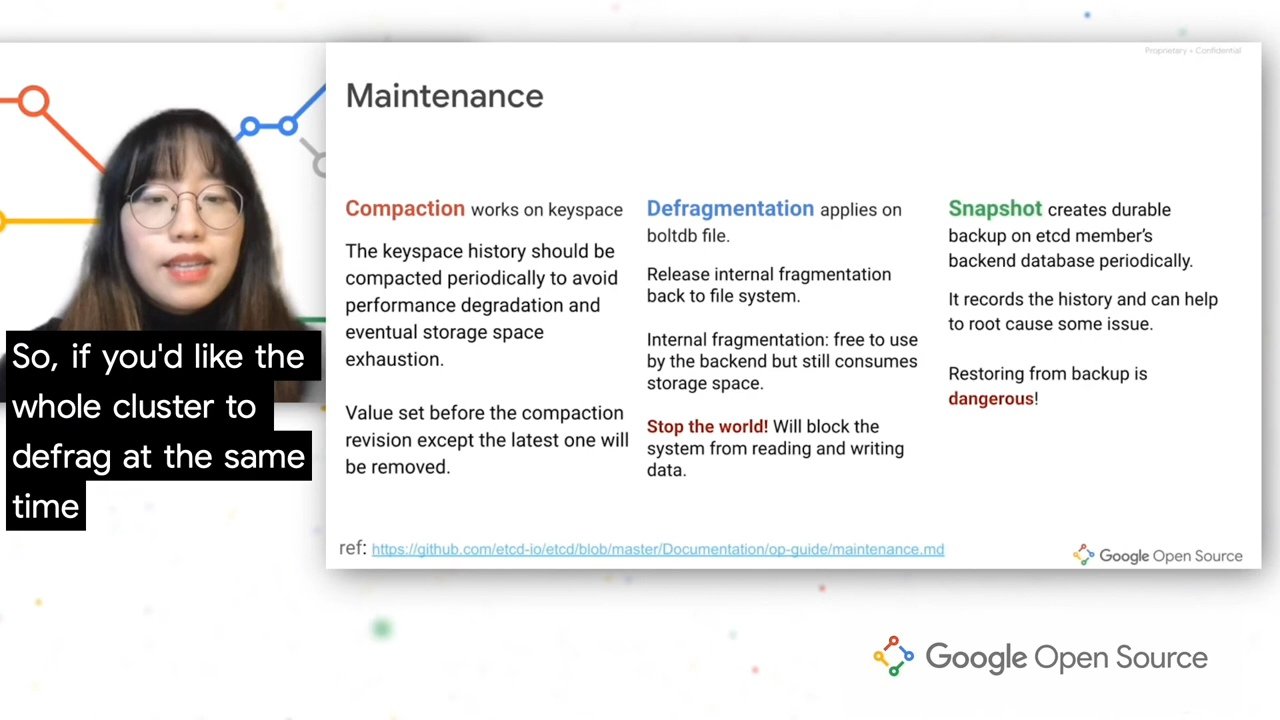 Proprietary + Confidential
Maintenance
Compaction works on keyspace
The keyspace history should be
compacted periodically to avoid
performance degradation and
eventual storage space
exhaustion.
Value set before the compaction
revision except the latest one will
be removed.
Defragmentation applies on
boltdb file.
Release internal fragmentation
back to file system.
Internal fragmentation: free to use
by the backend but still consumes
storage space.
Stop the world! Will block the
system from reading and writing
data.
Snapshot creates durable
backup on etcd member's
backend database periodically.
It records the history and can help
to root cause some issue.
Restoring from backup is
dangerous!
ref: https://github.com/etcd-io/etcd/blob/master/Documentation/op-guide/maintenance.md
Google Open Source
So, if you'd like the
whole cluster to
defrag at the same
time
Google Open Source